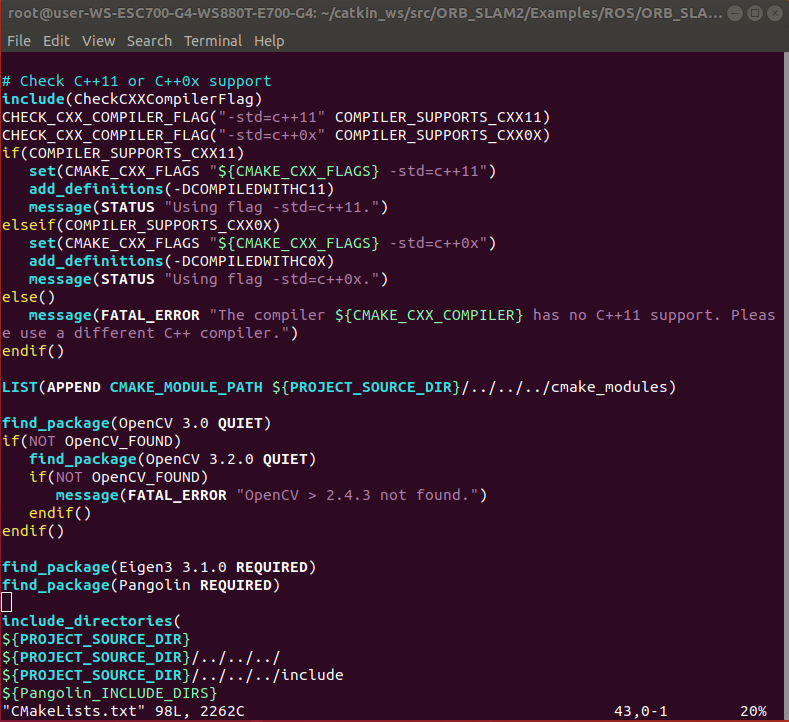 root@user-WS-ESC700-G4-WS880T-E700-G4: ~/catkin_ws/src/ORB_SLAM2/Examples/ROS/ORB_SLA...
File Edit View Search Terminal Help
# Check C++11 or C++0x support
include(CheckCXXCompilerFlag)
CHECK_CXX_COMPILER_FLAG("-std=c++11" COMPILER_SUPPORTS_CXX11)
CHECK_CXX_COMPILER_FLAG("-std=c++0x" COMPILER_SUPPORTS_CXX0X)
if(COMPILER_SUPPORTS_CXX11)
   set(CMAKE_CXX_FLAGS "${CMAKE_CXX_FLAGS} -std=c++11")
   add_definitions(-DCOMPILEDWITHC11)
   message(STATUS "Using flag -std=c++11.")
elseif(COMPILER_SUPPORTS_CXX0X)
   set(CMAKE_CXX_FLAGS "${CMAKE_CXX_FLAGS} -std=c++0x")
   add_definitions(-DCOMPILEDWITHC0X)
   message(STATUS "Using flag -std=c++0x.")
else()
   message(FATAL_ERROR "The compiler ${CMAKE_CXX_COMPILER} has no C++11 support. Pleas
e use a different C++ compiler.")
endif()
LIST(APPEND CMAKE_MODULE_PATH ${PROJECT_SOURCE_DIR}/../../../cmake_modules)
find_package(OpenCV 3.0 QUIET)
if(NOT OpenCV_FOUND)
   find_package(OpenCV 3.2.0 QUIET)
   if(NOT OpenCV_FOUND)
      message(FATAL_ERROR "OpenCV > 2.4.3 not found.")
   endif()
endif()
find_package(Eigen3 3.1.0 REQUIRED)
find_package(Pangolin REQUIRED)
include_directories(
${PROJECT_SOURCE_DIR}
${PROJECT_SOURCE_DIR}/../../../
${PROJECT_SOURCE_DIR}/../../../include
${Pangolin_INCLUDE_DIRS}
"CMakeLists.txt" 98L, 2262C 43,0-1 20%